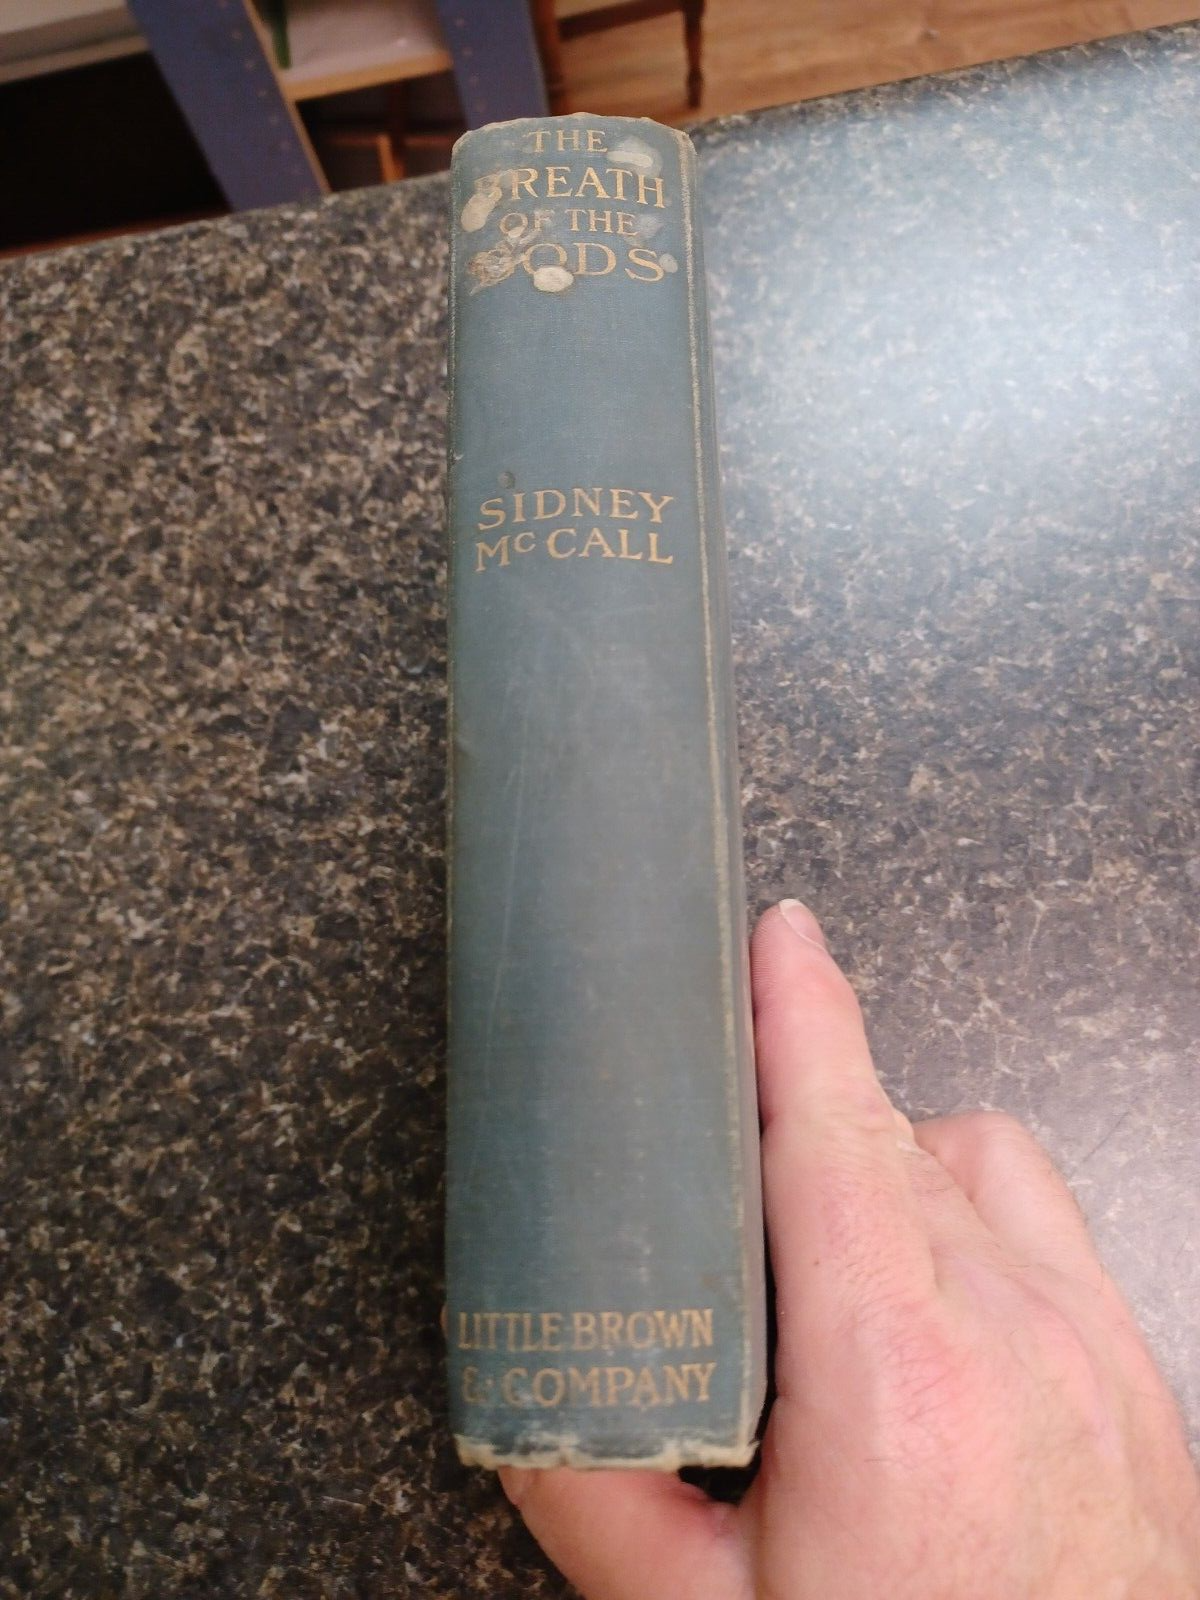 THE
BREATH
OF THE
GODS
SIDNEY
McCALL
LITTLE·BROWN
& COMPANY